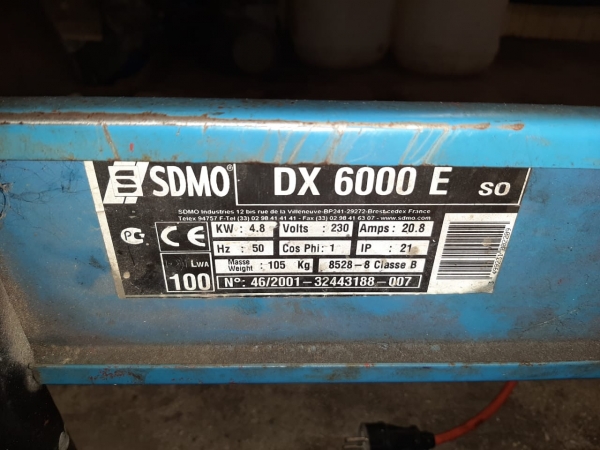 SDMO® DX 6000 E SO
SDMO Industries 12 bis rue de la Villeneuve-BP241-29272-Brest cedex France
Telex 94757 F-Tel (33) 02 98 41 41 41 - Fax (33) 02 98 41 63 07 - www.sdmo.com
PC CE KW : 4.8 Volts : 230 Amps : 20.8
Hz : 50 Cos Phi : 1 IP : 21
LWA Masse Weight : 105 Kg 8528-8 Classe B
100 Nº: 46/2001-32443188-007